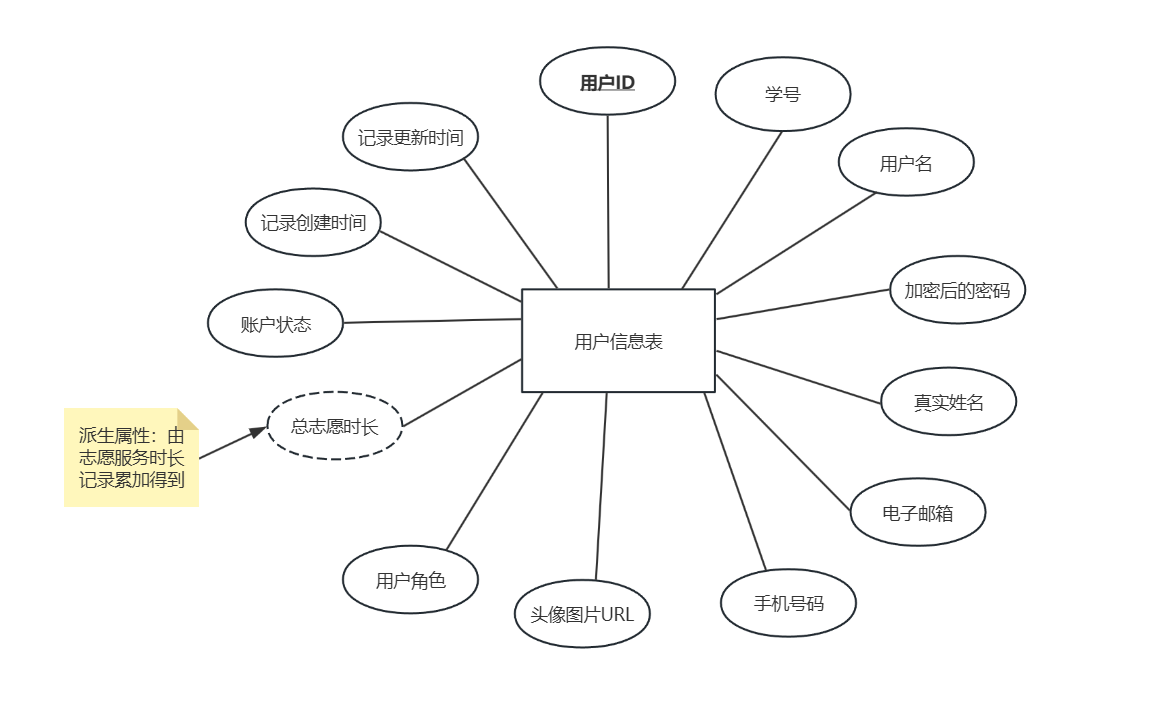 用户ID
学号
记录更新时间
用户名
记录创建时间
加密后的密码
账户状态
用户信息表
真实姓名
总志愿时长
派生属性：由
志愿服务时长
记录累加得到
电子邮箱
用户角色
头像图片URL
手机号码